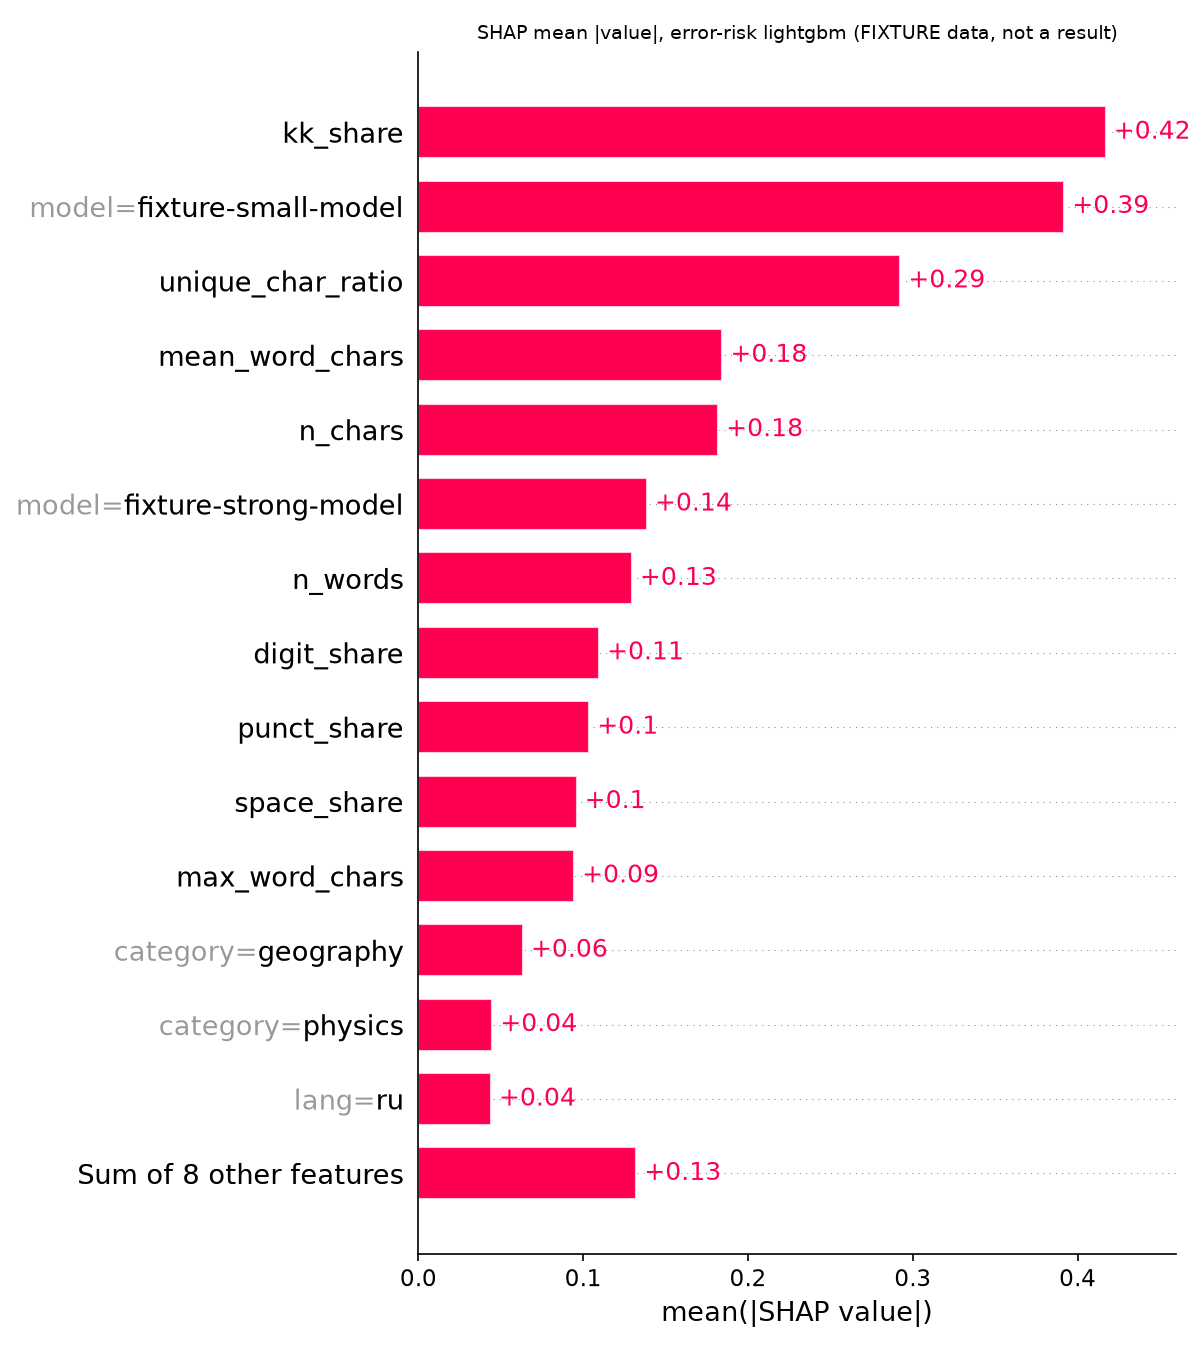 SHAP mean |value|, error-risk lightgbm (FIXTURE data, not a result)
kk_share +0.42
model=fixture-small-model +0.39
unique_char_ratio +0.29
mean_word_chars +0.18
n_chars +0.18
model=fixture-strong-model +0.14
n_words +0.13
digit_share +0.11
punct_share +0.1
space_share +0.1
max_word_chars +0.09
category=geography +0.06
category=physics +0.04
lang=ru +0.04
Sum of 8 other features +0.13
0.0 0.1 0.2 0.3 0.4
mean(|SHAP value|)